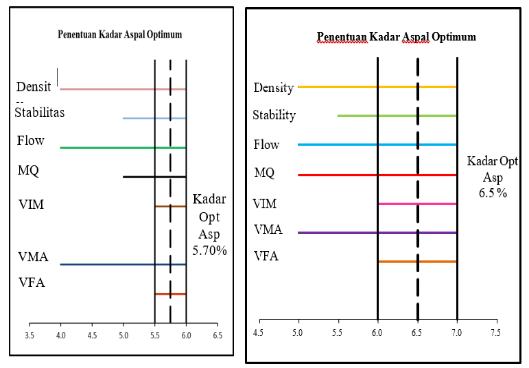 Penentuan Kadar Aspal Optimum
Densit
Stabilitas
Flow
MQ
VIM
VMA
VFA
Kadar
Opt
Asp
5.70%
3.5 4.0 4.5 5.0 5.5 6.0 6.5
Penentuan Kadar Aspal Optimum
Density
Stability
Flow
MQ
VIM
VMA
VFA
Kadar Opt
Asp
6.5%
4.5 5.0 5.5 6.0 6.5 7.0 7.5